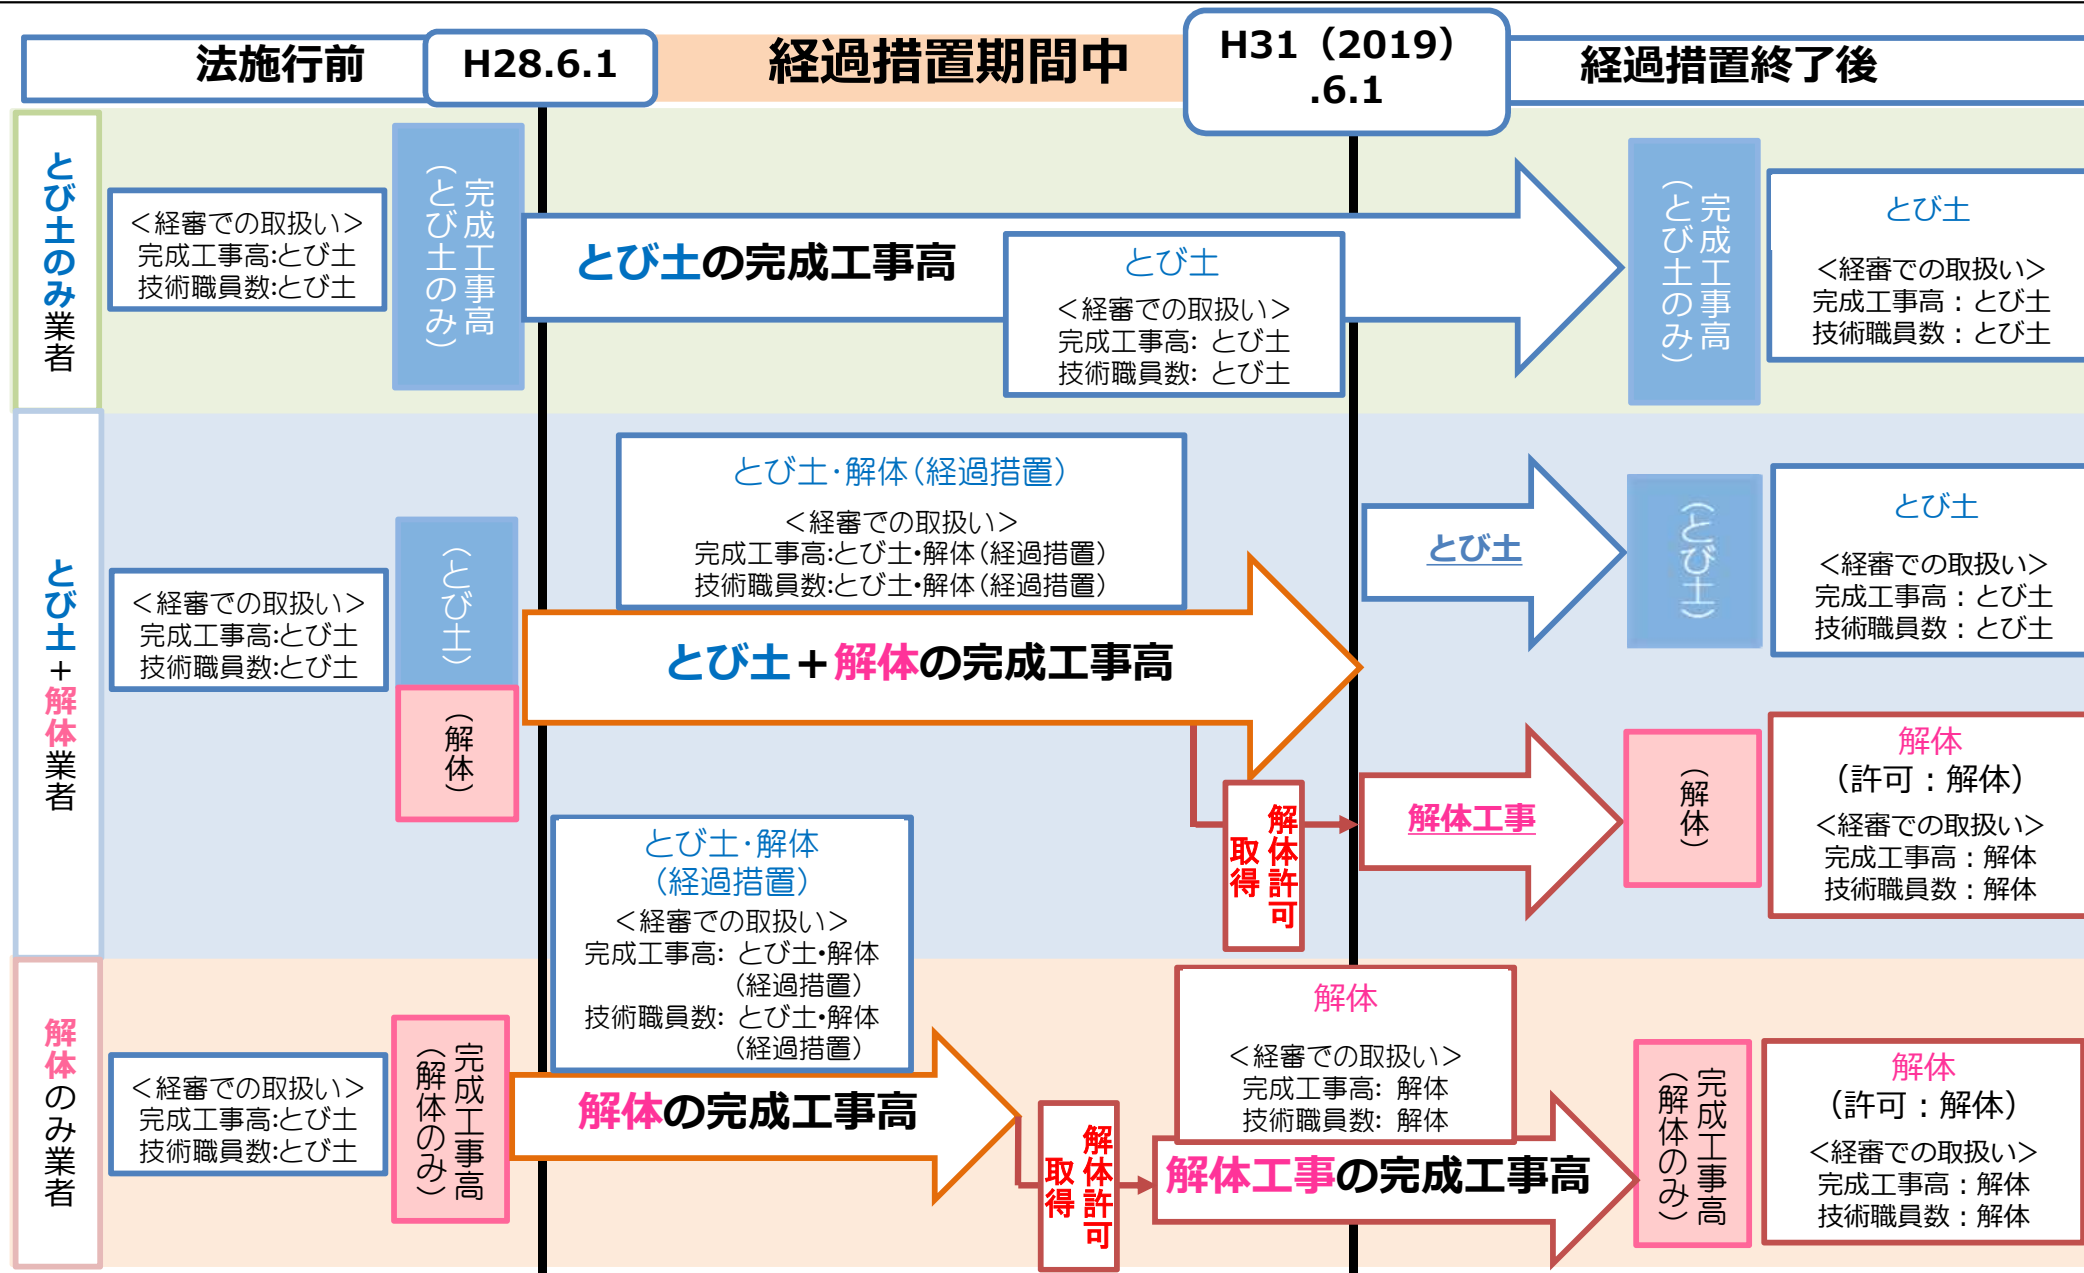 法施行前
H28.6.1
経過措置期間中
H31（2019）
.6.1
経過措置終了後
とび土のみ業者
＜経審での取扱い＞
完成工事高:とび土
技術職員数:とび土
完成工事高
（とび土のみ）
とび土の完成工事高
とび土
＜経審での取扱い＞
完成工事高: とび土
技術職員数: とび土
完成工事高
（とび土のみ）
とび土
＜経審での取扱い＞
完成工事高：とび土
技術職員数：とび土
とび土＋解体業者
＜経審での取扱い＞
完成工事高:とび土
技術職員数:とび土
（とび土）
（解体）
とび土・解体（経過措置）
＜経審での取扱い＞
完成工事高:とび土・解体（経過措置）
技術職員数:とび土・解体（経過措置）
とび土＋解体の完成工事高
解体許可
取得
とび土
（とび土）
とび土
＜経審での取扱い＞
完成工事高：とび土
技術職員数：とび土
解体工事
（解体）
解体
（許可：解体）
＜経審での取扱い＞
完成工事高：解体
技術職員数：解体
解体のみ業者
＜経審での取扱い＞
完成工事高:とび土
技術職員数:とび土
完成工事高
（解体のみ）
とび土・解体
（経過措置）
＜経審での取扱い＞
完成工事高: とび土・解体
（経過措置）
技術職員数: とび土・解体
（経過措置）
解体の完成工事高
解体許可
取得
解体
＜経審での取扱い＞
完成工事高: 解体
技術職員数: 解体
解体工事の完成工事高
完成工事高
（解体のみ）
解体
（許可：解体）
＜経審での取扱い＞
完成工事高：解体
技術職員数：解体